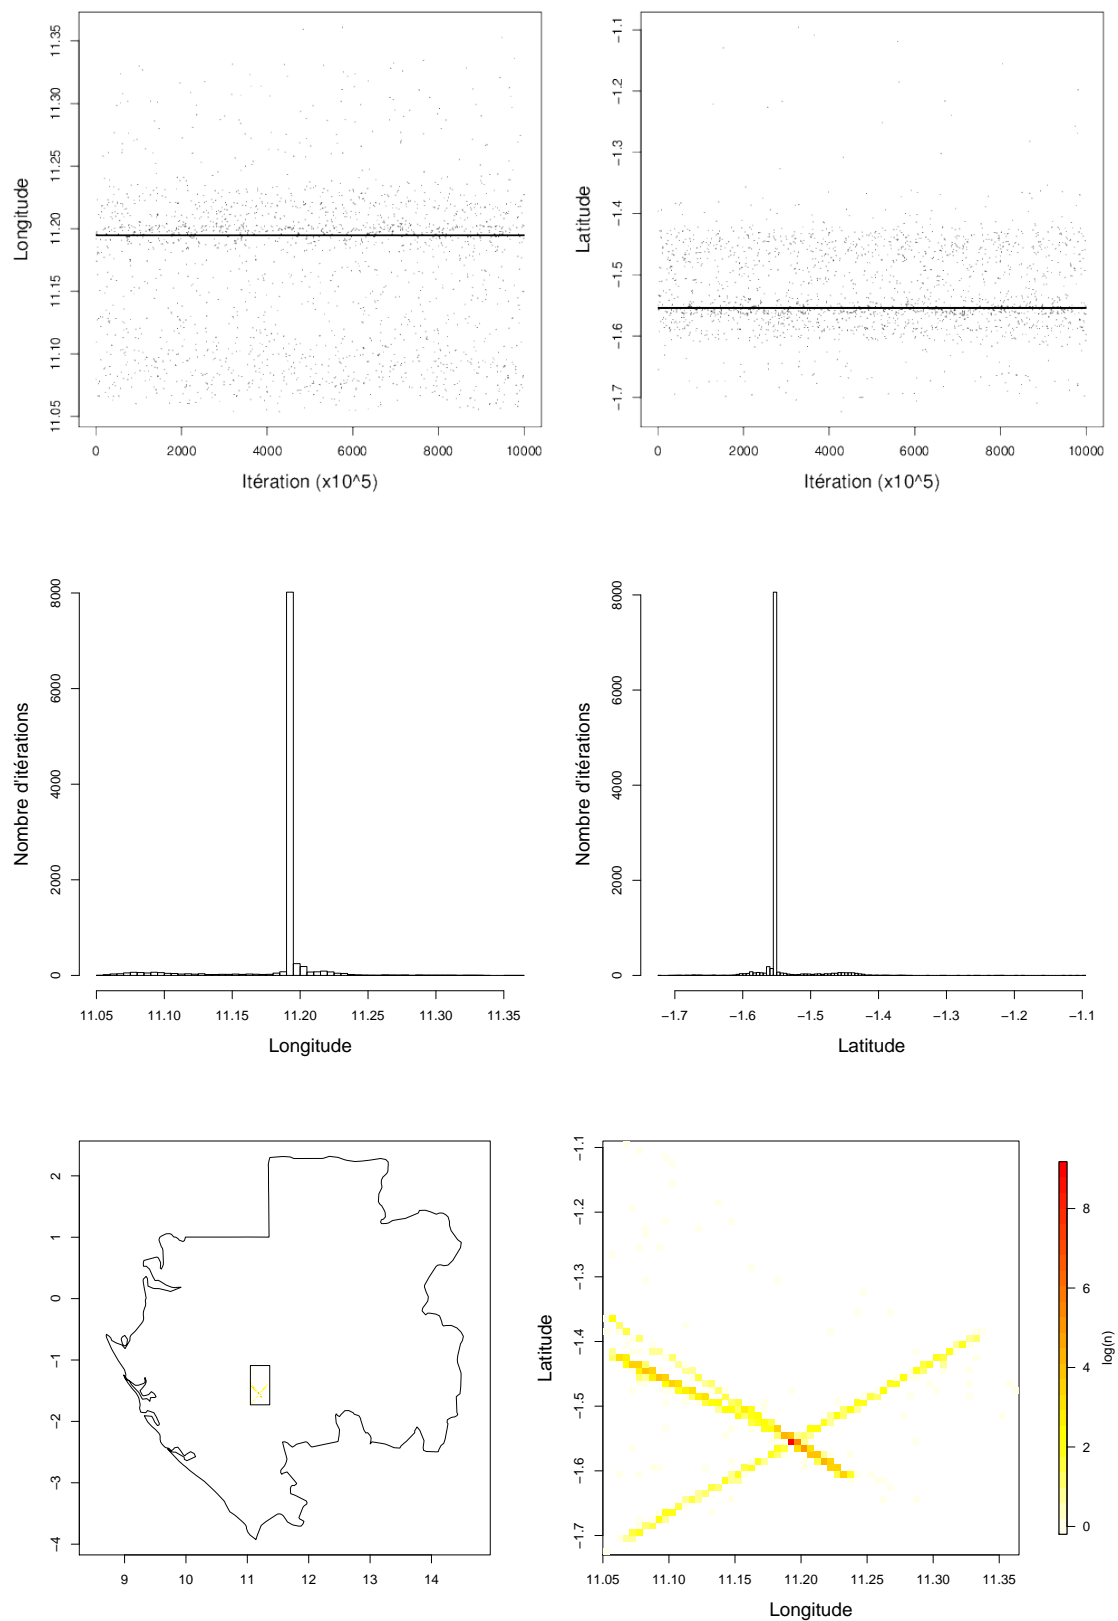 11.05 11.10 11.15 11.20 11.25 11.30 11.35
Longitude
0 2000 4000 6000 8000 10000
Itération (x10^5)
−1.7 −1.6 −1.5 −1.4 −1.3 −1.2 −1.1
Latitude
0 2000 4000 6000 8000 10000
Itération (x10^5)
0 2000 4000 6000 8000
Nombre d'itérations
11.05 11.10 11.15 11.20 11.25 11.30 11.35
Longitude
0 2000 4000 6000 8000
Nombre d'itérations
−1.7 −1.6 −1.5 −1.4 −1.3 −1.2 −1.1
Latitude
−4 −3 −2 −1 0 1 2
9 10 11 12 13 14
−1.7 −1.6 −1.5 −1.4 −1.3 −1.2 −1.1
Latitude
11.05 11.10 11.15 11.20 11.25 11.30 11.35
Longitude
0 2 4 6 8
log(n)